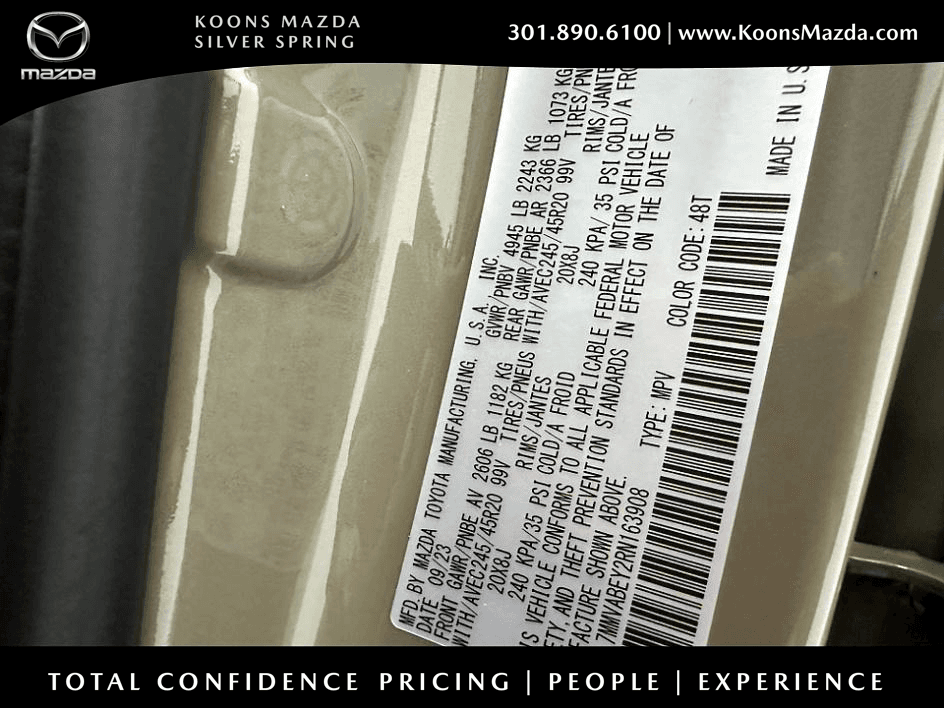 mazda
KOONS MAZDA
SILVER SPRING
301.890.6100 | www.KoonsMazda.com
MFD. BY MAZDA TOYOTA MANUFACTURING, U.S.A. INC.
DATE 09/23 GVWR/PNBV 4945 LB 2243 KG
FRONT GAWR/PNBE AV 2606 LB 1182 KG REAR GAWR/PNBE AR 2366 LB 1073 KG
WITH/AVEC245/45R20 99V TIRES/PNEUS WITH/AVEC245/45R20 99V TIRES/PN
20X8J RIMS/JANTES 20X8J RIMS/JANTE
240 KPA/35 PSI COLD/A FROID 240 KPA/ 35 PSI COLD/A FRO
IS VEHICLE CONFORMS TO ALL APPLICABLE FEDERAL MOTOR VEHICLE
ETY, AND THEFT PREVENTION STANDARDS IN EFFECT ON THE DATE OF
FACTURE SHOWN ABOVE.
7MMVABEY2RN163908 TYPE: MPV COLOR CODE: 48T
MADE IN U.S
TOTAL CONFIDENCE PRICING | PEOPLE | EXPERIENCE